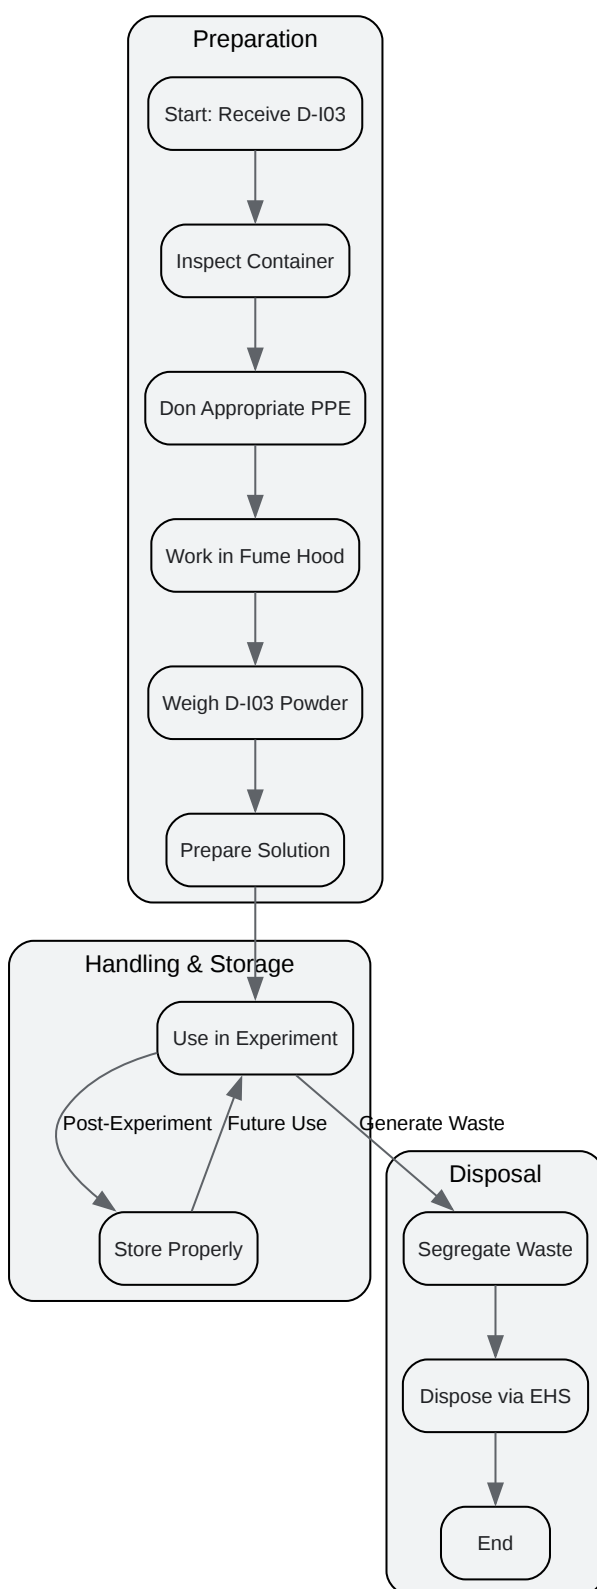 Preparation
Start: Receive D-I03
Inspect Container
Don Appropriate PPE
Work in Fume Hood
Weigh D-I03 Powder
Prepare Solution
Handling & Storage
Use in Experiment
Post-Experiment
Future Use
Generate Waste
Store Properly
Disposal
Segregate Waste
Dispose via EHS
End